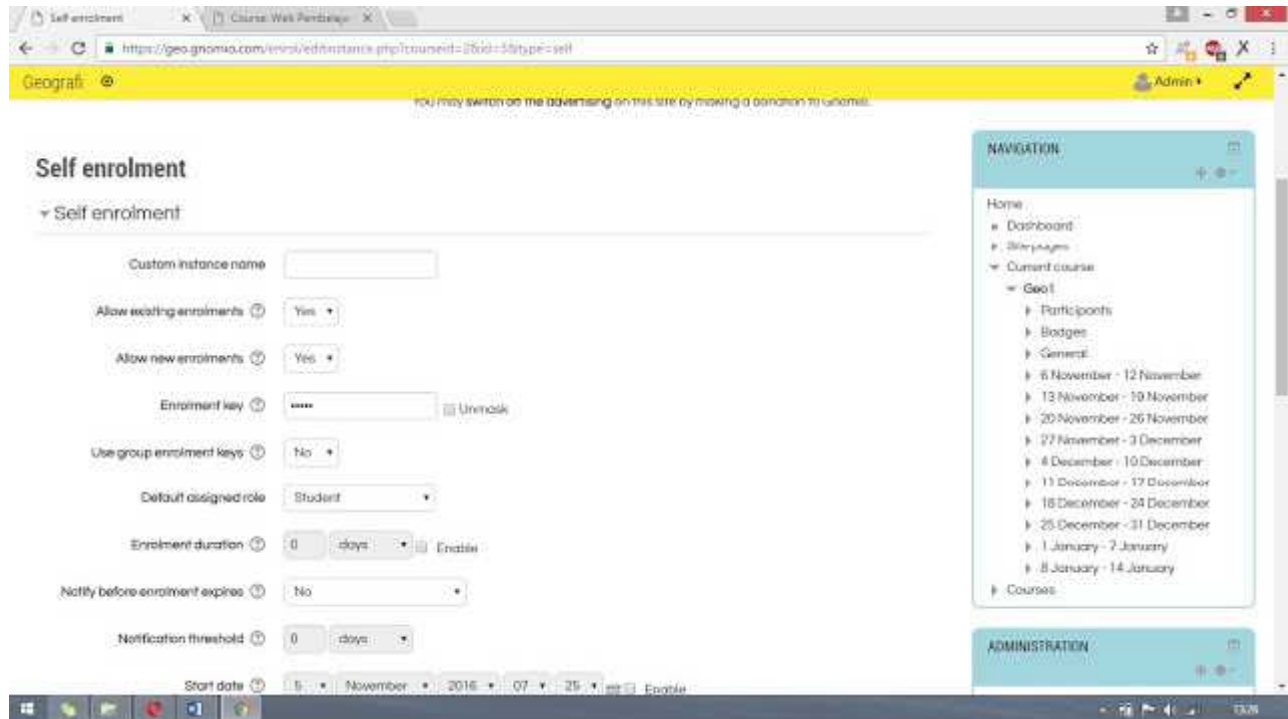 Self enrolment
Course: Web Pembelaja
https://geo.gnomio.com/enrol/editinstance.php?courseid=2&id=5&type=self
Geografi
Admin
You may switch off the advertising on this site by making a donation to Gnomio.
Self enrolment
Self enrolment
Custom instance name
Allow existing enrolments Yes
Allow new enrolments Yes
Enrolment key ••••• Unmask
Use group enrolment keys No
Default assigned role Student
Enrolment duration 0 days Enable
Notify before enrolment expires No
Notification threshold 0 days
Start date 5 November 2016 07 25 Enable
NAVIGATION
Home
Dashboard
Site pages
Current course
Geo1
Participants
Badges
General
6 November - 12 November
13 November - 19 November
20 November - 26 November
27 November - 3 December
4 December - 10 December
11 December - 17 December
18 December - 24 December
25 December - 31 December
1 January - 7 January
8 January - 14 January
Courses
ADMINISTRATION